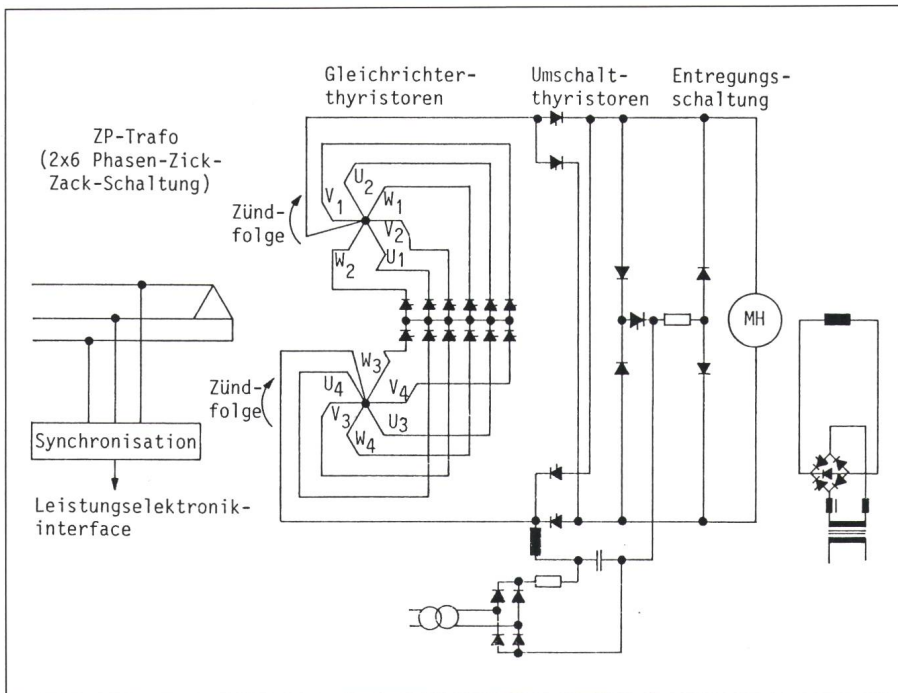 Gleichrichter-
thyristoren
Umschalt-
thyristoren
Entregungs-
schaltung
ZP-Trafo
(2x6 Phasen-Zick-
Zack-Schaltung)
Zünd-
folge
V1
U2
W1
V2
U1
W2
MH
Zünd-
folge
W3
U4
V4
V3
U3
W4
Synchronisation
Leistungselektronik-
interface